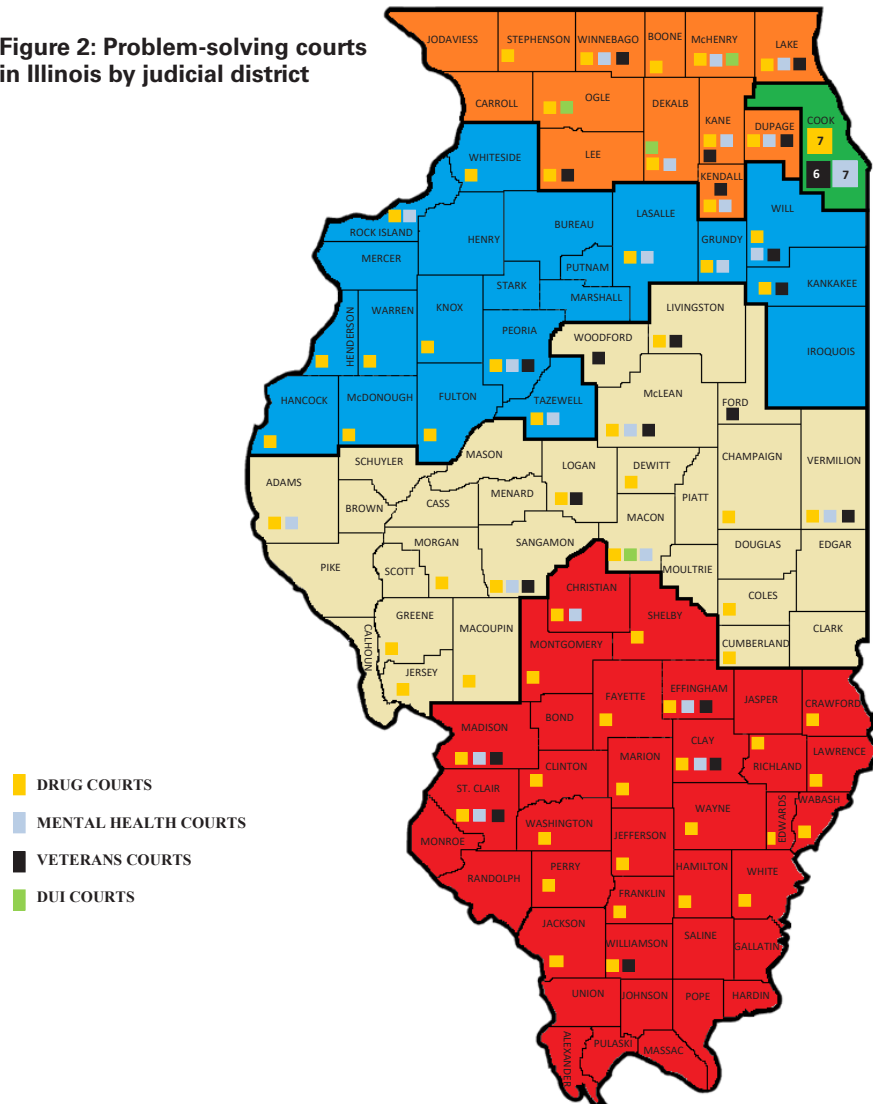 Figure 2: Problem-solving courts
in Illinois by judicial district
JODAVIESS
STEPHENSON
WINNEBAGO
BOONE
McHENRY
LAKE
CARROLL
OGLE
DEKALB
KANE
DUPAGE
COOK
7
6
7
LEE
KENDALL
WHITESIDE
ROCK ISLAND
HENRY
BUREAU
LASALLE
GRUNDY
WILL
MERCER
PUTNAM
KANKAKEE
STARK
MARSHALL
HENDERSON
WARREN
KNOX
PEORIA
LIVINGSTON
IROQUOIS
WOODFORD
HANCOCK
McDONOUGH
FULTON
TAZEWELL
McLEAN
FORD
ADAMS
SCHUYLER
MASON
LOGAN
DEWITT
CHAMPAIGN
VERMILION
BROWN
CASS
MENARD
PIATT
MACON
MORGAN
SANGAMON
DOUGLAS
EDGAR
PIKE
SCOTT
MOULTRIE
CHRISTIAN
COLES
GREENE
MACOUPIN
SHELBY
CALHOUN
MONTGOMERY
CUMBERLAND
CLARK
JERSEY
FAYETTE
EFFINGHAM
JASPER
CRAWFORD
MADISON
BOND
CLAY
MARION
RICHLAND
LAWRENCE
CLINTON
ST. CLAIR
WAYNE
EDWARDS
WABASH
WASHINGTON
MONROE
JEFFERSON
RANDOLPH
PERRY
HAMILTON
WHITE
FRANKLIN
JACKSON
WILLIAMSON
SALINE
GALLATIN
UNION
JOHNSON
POPE
HARDIN
ALEXANDER
PULASKI
MASSAC
DRUG COURTS
MENTAL HEALTH COURTS
VETERANS COURTS
DUI COURTS